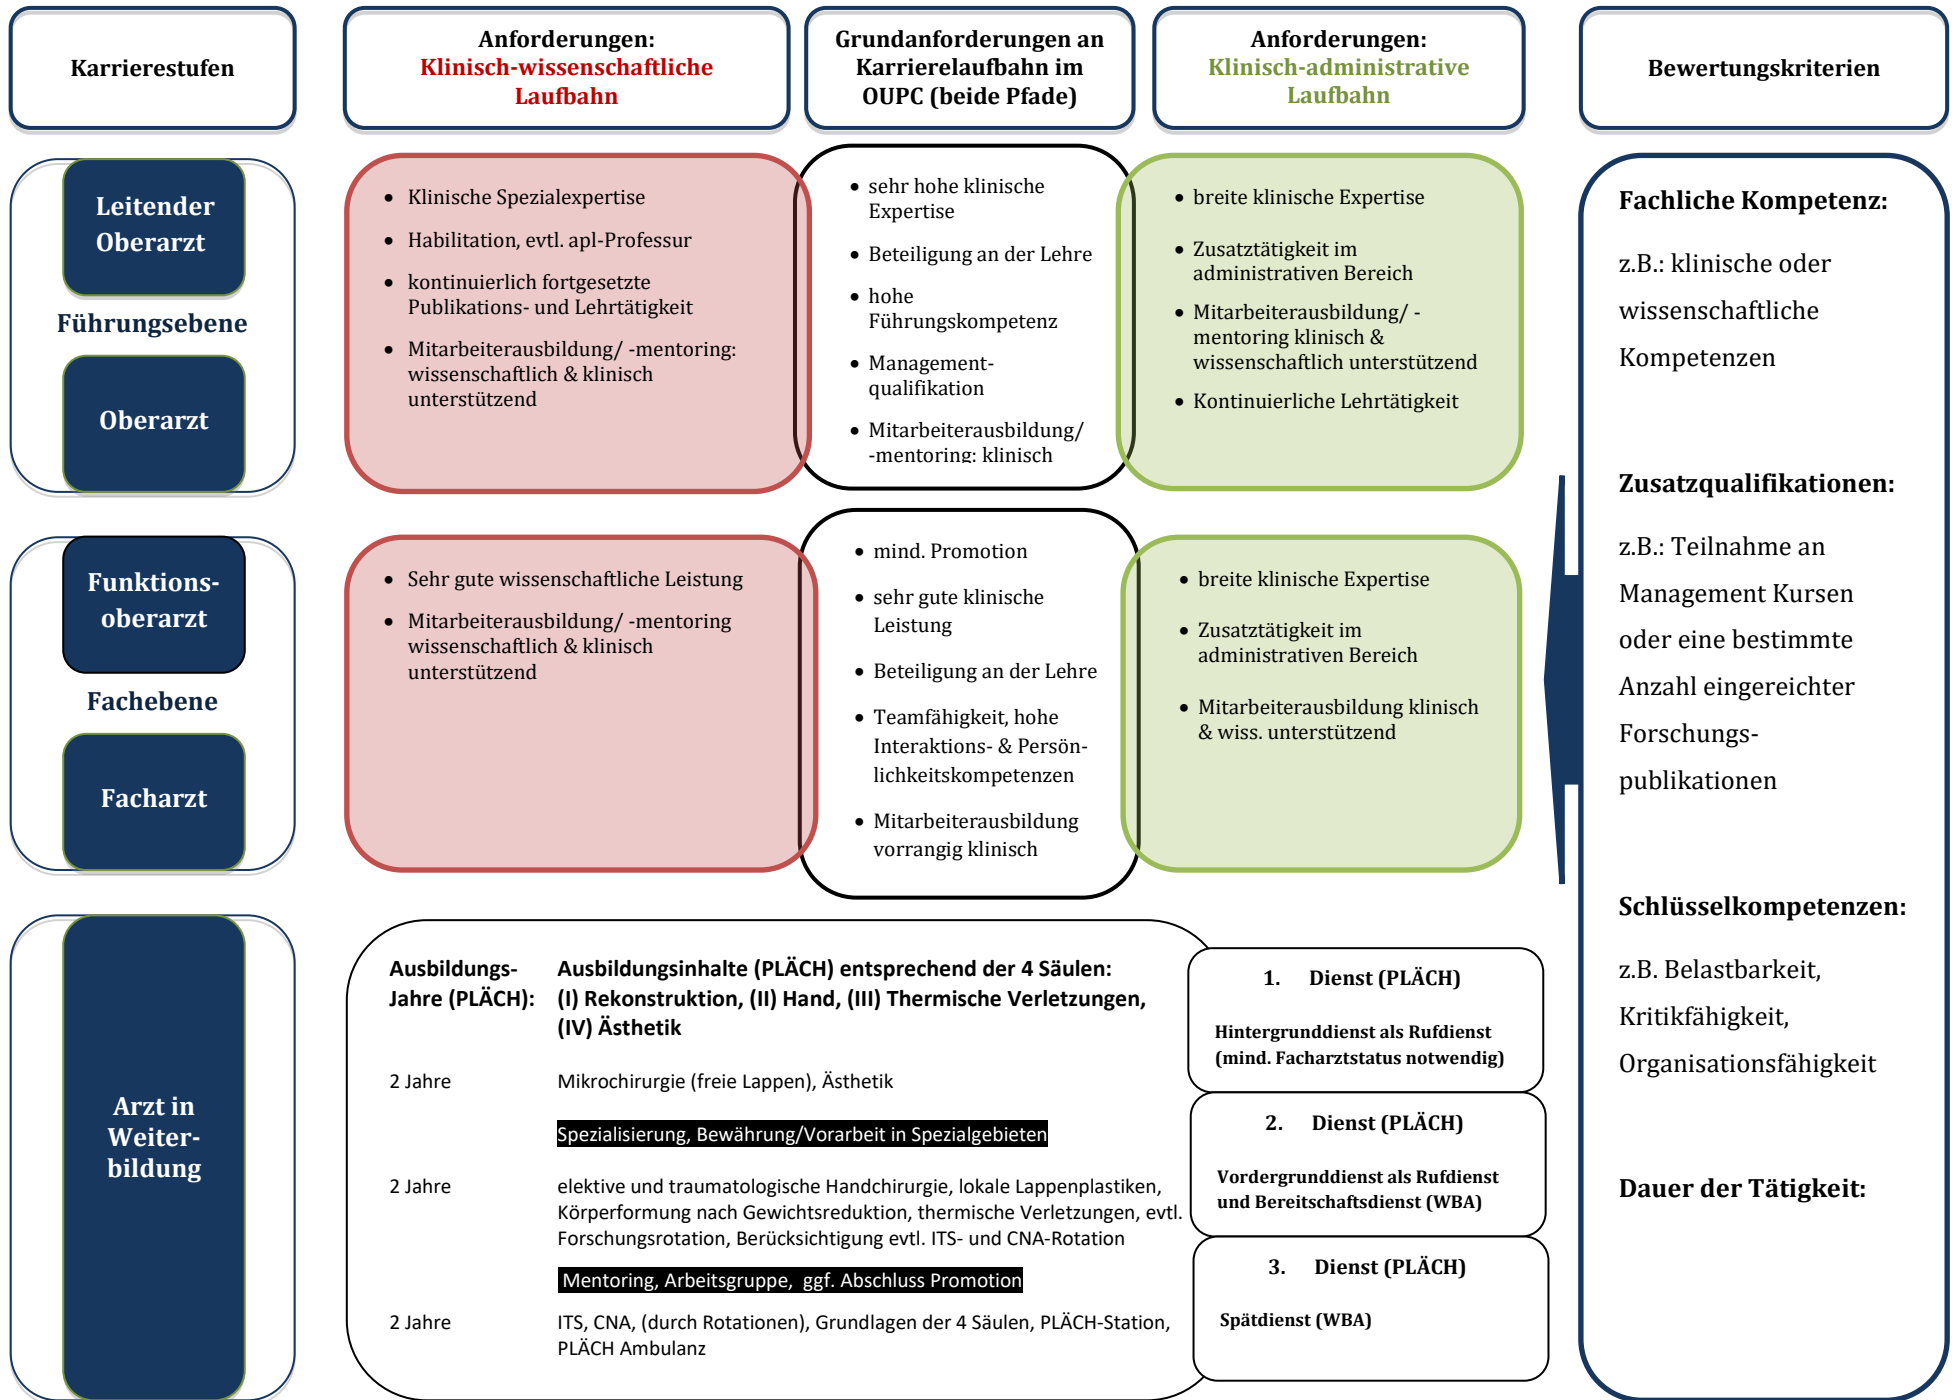 Karrierestufen
Anforderungen:
Klinisch-wissenschaftliche
Laufbahn
Grundanforderungen an
Karrierelaufbahn im
OUPC (beide Pfade)
Anforderungen:
Klinisch-administrative
Laufbahn
Bewertungskriterien
Leitender
Oberarzt
Führungsebene
Oberarzt
• Klinische Spezialexpertise
• Habilitation, evtl. apl-Professur
• kontinuierlich fortgesetzte
Publikations- und Lehrtätigkeit
• Mitarbeiterausbildung/ -mentoring:
wissenschaftlich & klinisch
unterstützend
• sehr hohe klinische
Expertise
• Beteiligung an der Lehre
• hohe
Führungskompetenz
• Management-
qualifikation
• Mitarbeiterausbildung/
-mentoring: klinisch
• breite klinische Expertise
• Zusatztätigkeit im
administrativen Bereich
• Mitarbeiterausbildung/ -
mentoring klinisch &
wissenschaftlich unterstützend
• Kontinuierliche Lehrtätigkeit
Funktions-
oberarzt
Fachebene
Facharzt
• Sehr gute wissenschaftliche Leistung
• Mitarbeiterausbildung/ -mentoring
wissenschaftlich & klinisch
unterstützend
• mind. Promotion
• sehr gute klinische
Leistung
• Beteiligung an der Lehre
• Teamfähigkeit, hohe
Interaktions- & Persön-
lichkeitskompetenzen
• Mitarbeiterausbildung
vorrangig klinisch
• breite klinische Expertise
• Zusatztätigkeit im
administrativen Bereich
• Mitarbeiterausbildung klinisch
& wiss. unterstützend
Arzt in
Weiter-
bildung
Ausbildungs-
Jahre (PLÄCH):
Ausbildungsinhalte (PLÄCH) entsprechend der 4 Säulen:
(I) Rekonstruktion, (II) Hand, (III) Thermische Verletzungen,
(IV) Ästhetik
2 Jahre
Mikrochirurgie (freie Lappen), Ästhetik
Spezialisierung, Bewährung/Vorarbeit in Spezialgebieten
2 Jahre
elektive und traumatologische Handchirurgie, lokale Lappenplastiken,
Körperformung nach Gewichtsreduktion, thermische Verletzungen, evtl.
Forschungsrotation, Berücksichtigung evtl. ITS- und CNA-Rotation
Mentoring, Arbeitsgruppe, ggf. Abschluss Promotion
2 Jahre
ITS, CNA, (durch Rotationen), Grundlagen der 4 Säulen, PLÄCH-Station,
PLÄCH Ambulanz
1. Dienst (PLÄCH)
Hintergrunddienst als Rufdienst
(mind. Facharztstatus notwendig)
2. Dienst (PLÄCH)
Vordergrunddienst als Rufdienst
und Bereitschaftsdienst (WBA)
3. Dienst (PLÄCH)
Spätdienst (WBA)
Fachliche Kompetenz:
z.B.: klinische oder
wissenschaftliche
Kompetenzen
Zusatzqualifikationen:
z.B.: Teilnahme an
Management Kursen
oder eine bestimmte
Anzahl eingereichter
Forschungs-
publikationen
Schlüsselkompetenzen:
z.B. Belastbarkeit,
Kritikfähigkeit,
Organisationsfähigkeit
Dauer der Tätigkeit: